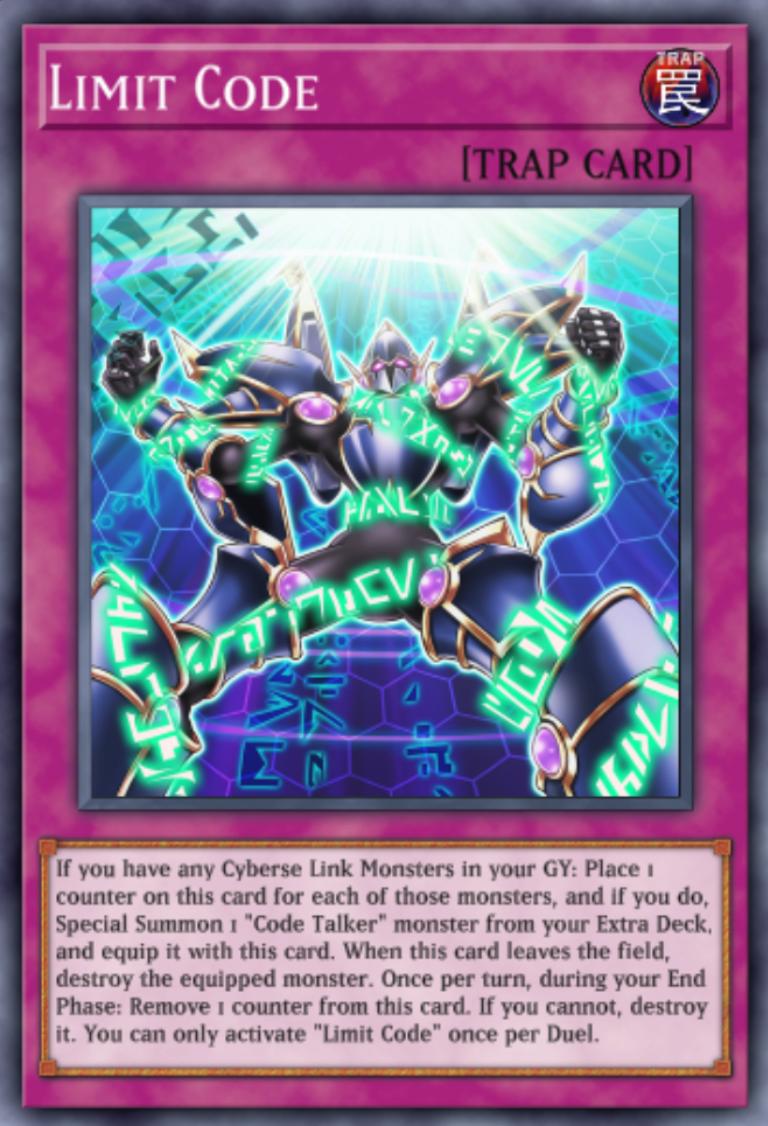 LIMIT CODE
TRAP
罠
[TRAP CARD]
If you have any Cyberse Link Monsters in your GY: Place 1
counter on this card for each of those monsters, and if you do,
Special Summon 1 "Code Talker" monster from your Extra Deck,
and equip it with this card. When this card leaves the field,
destroy the equipped monster. Once per turn, during your End
Phase: Remove 1 counter from this card. If you cannot, destroy
it. You can only activate "Limit Code" once per Duel.